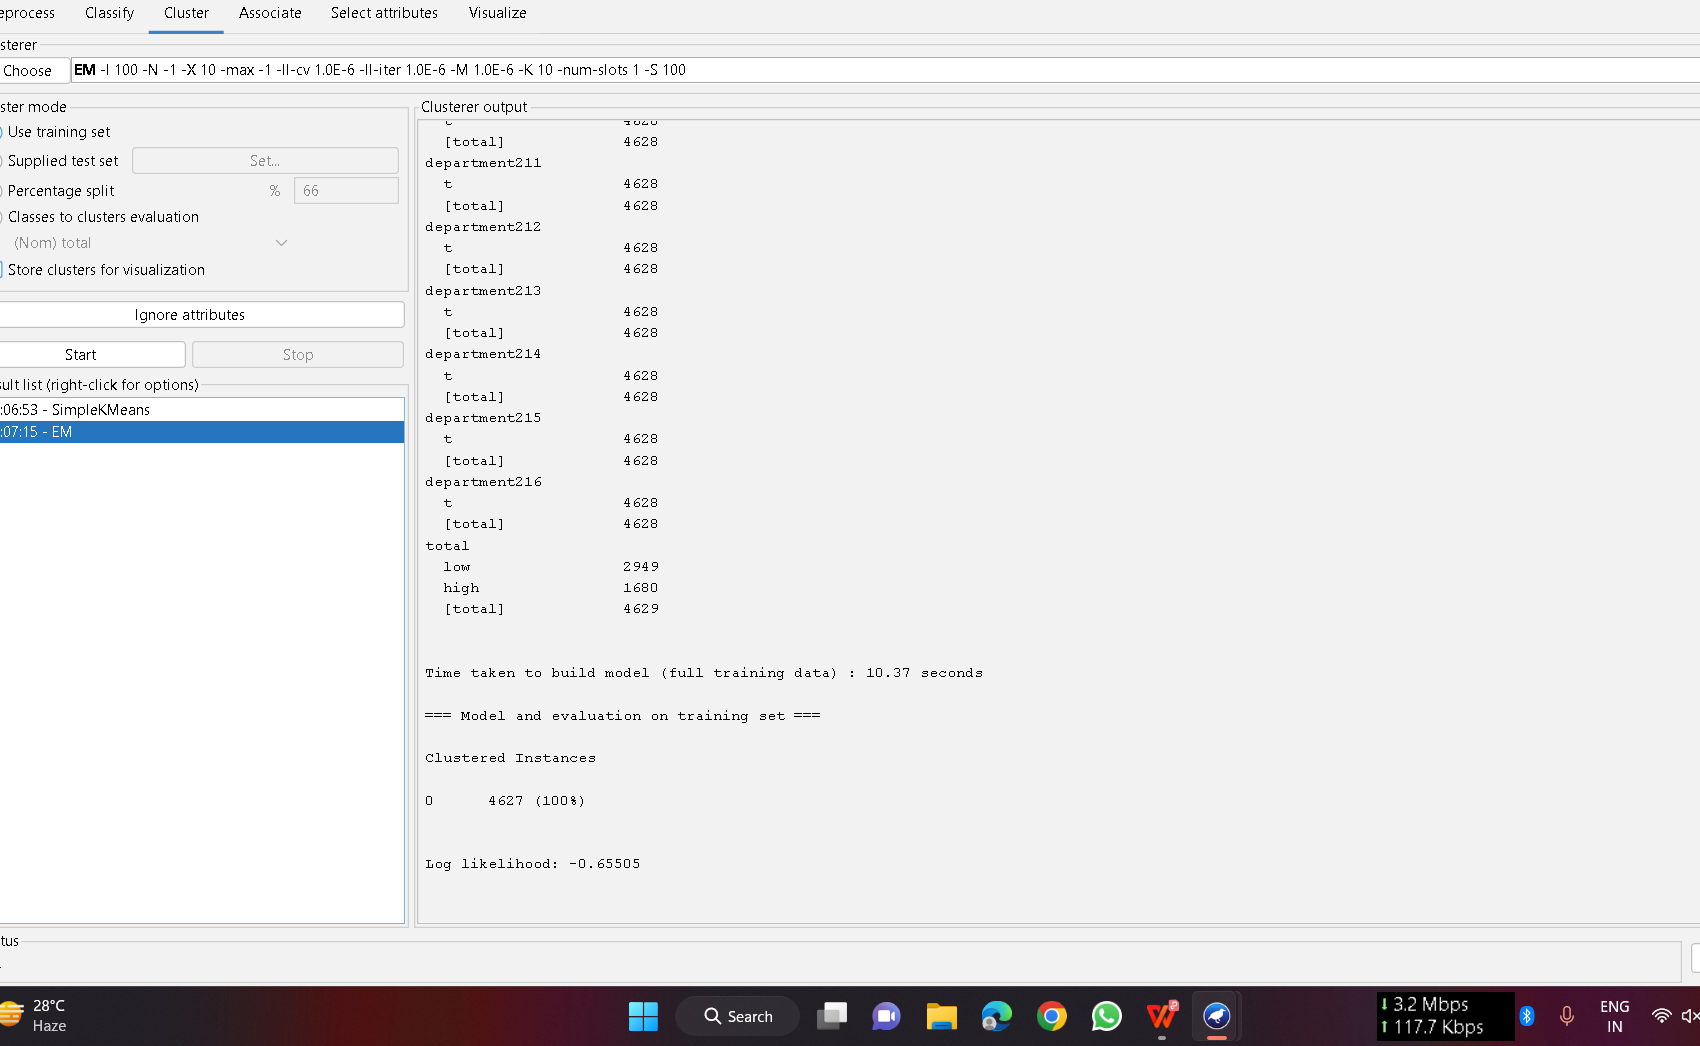 eprocess Classify Cluster Associate Select attributes Visualize
sterer
Choose EM -I 100 -N -1 -X 10 -max -1 -ll-cv 1.0E-6 -ll-iter 1.0E-6 -M 1.0E-6 -K 10 -num-slots 1 -S 100
ster mode
Use training set
Supplied test set Set...
Percentage split % 66
Classes to clusters evaluation
(Nom) total
Store clusters for visualization
Ignore attributes
Start Stop
sult list (right-click for options)
:06:53 - SimpleKMeans
:07:15 - EM
Clusterer output
t 4628
[total] 4628
department211
t 4628
[total] 4628
department212
t 4628
[total] 4628
department213
t 4628
[total] 4628
department214
t 4628
[total] 4628
department215
t 4628
[total] 4628
department216
t 4628
[total] 4628
total
low 2949
high 1680
[total] 4629
Time taken to build model (full training data) : 10.37 seconds
=== Model and evaluation on training set ===
Clustered Instances
0 4627 (100%)
Log likelihood: -0.65505
tus
28°C
Haze
Search
3.2 Mbps
117.7 Kbps
ENG
IN